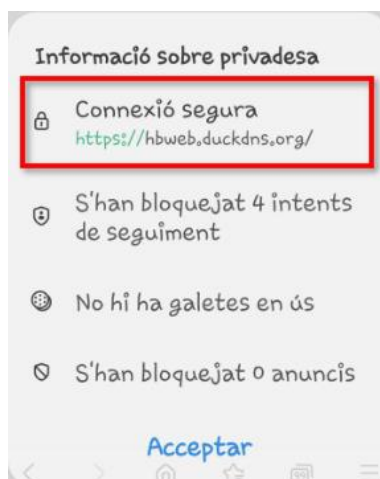 Informació sobre privadesa
Connexió segura
https://hbweb.duckdns.org/
S'han bloquejat 4 intents
de seguiment
No hi ha galetes en ús
S'han bloquejat 0 anuncis
Acceptar